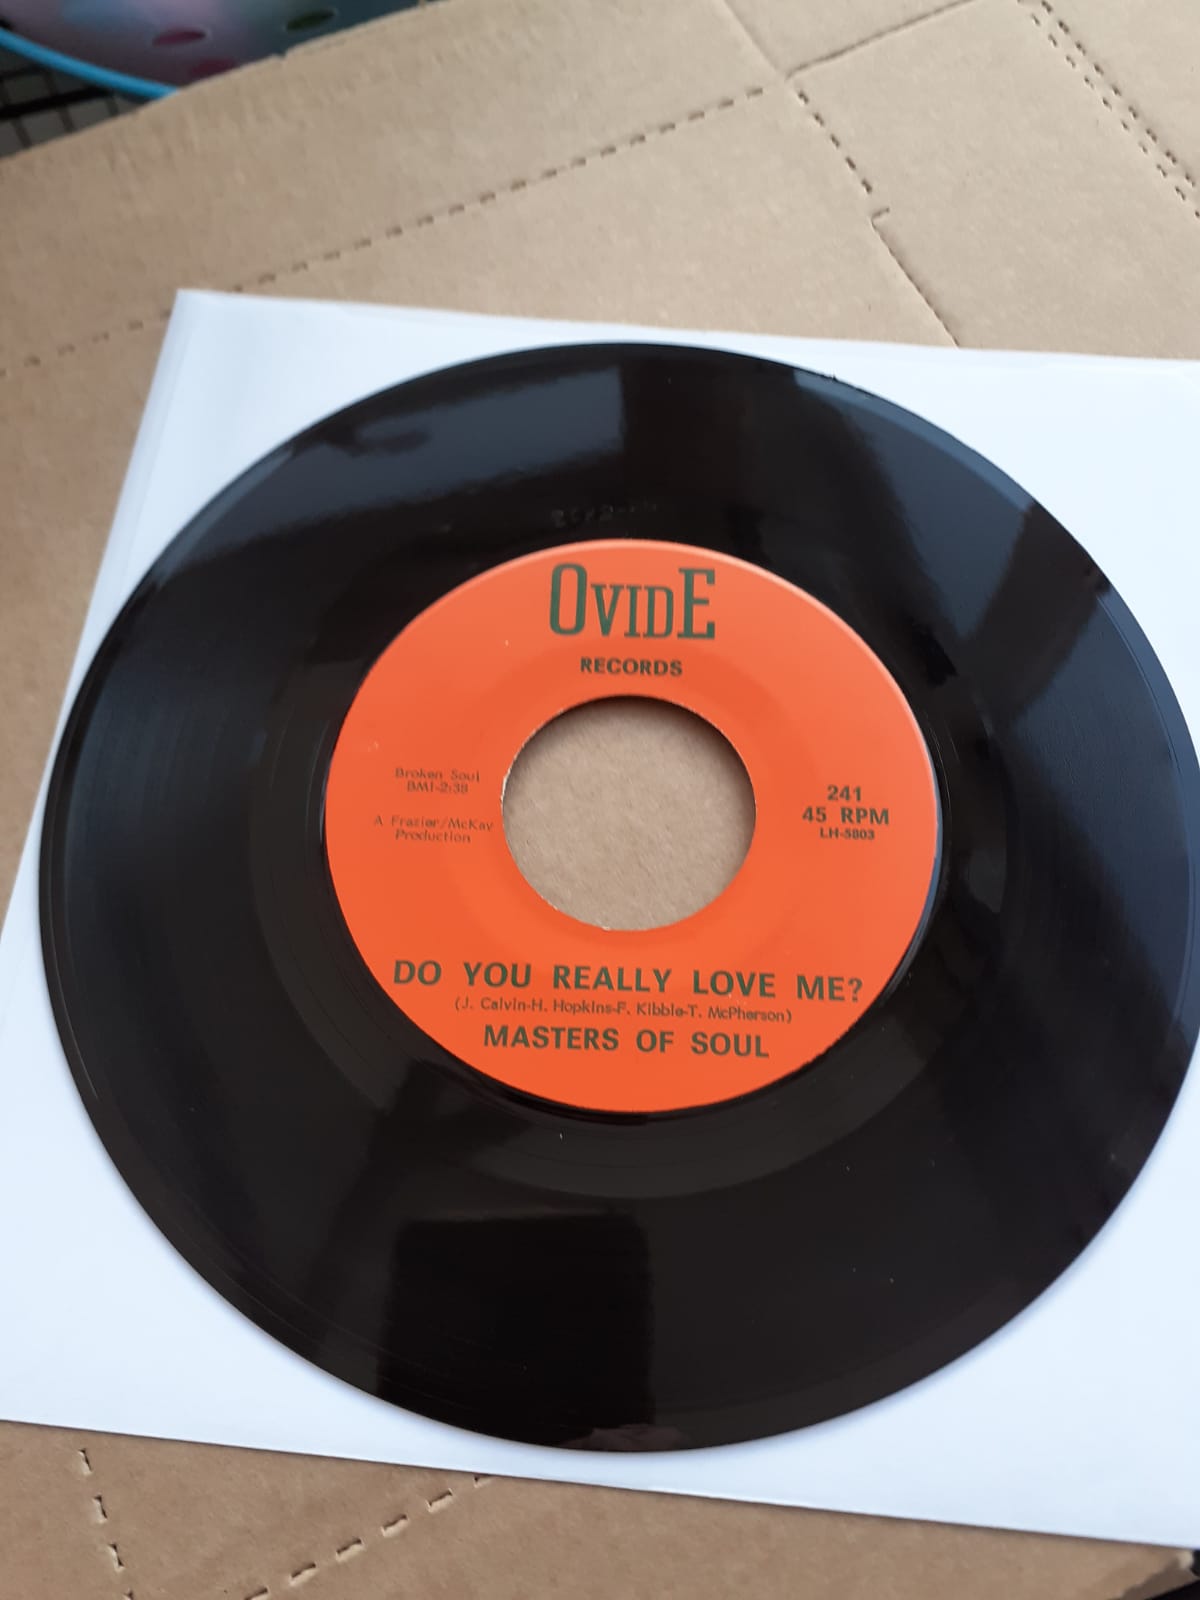 OVIDE
RECORDS
Broken Soul
BMI-2:38
A Frazier/McKay
Production
241
45 RPM
LH-5803
DO YOU REALLY LOVE ME?
(J. Calvin-H. Hopkins-F. Kibble-T. McPherson)
MASTERS OF SOUL